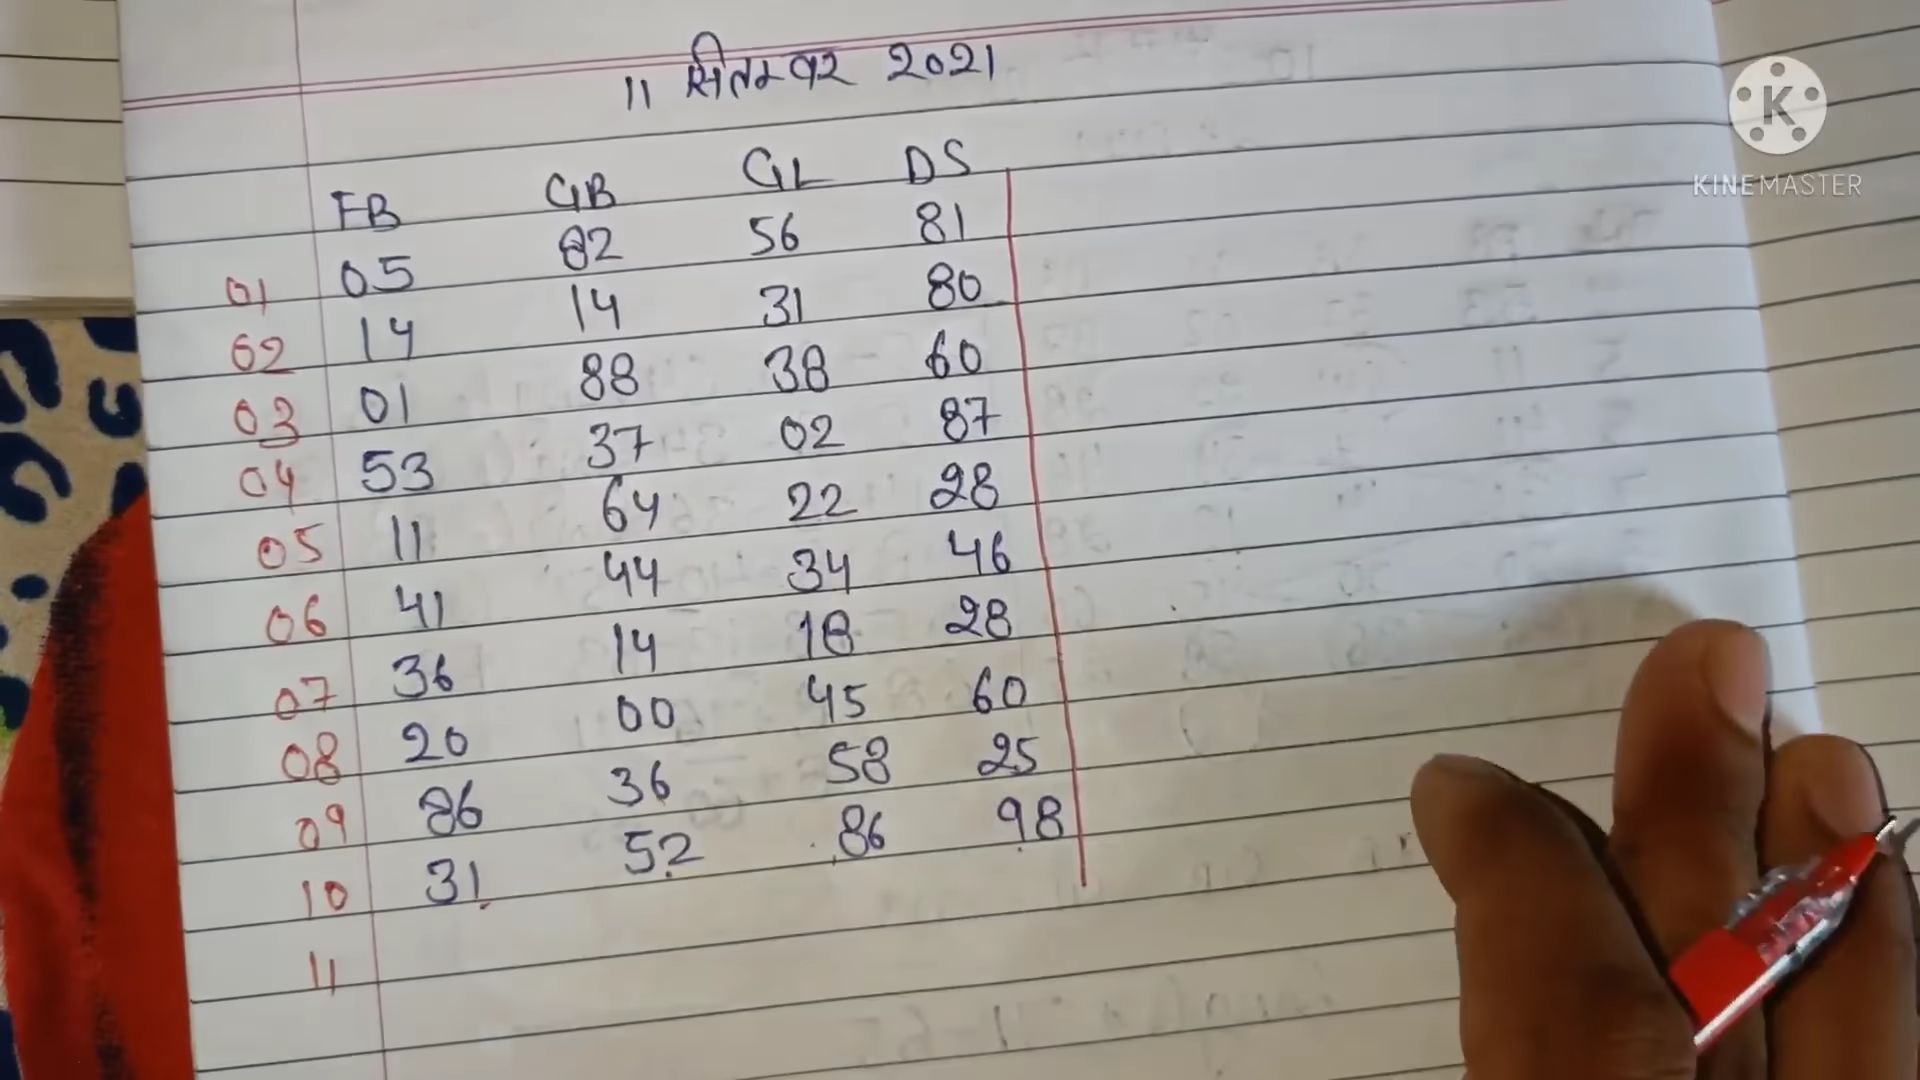 11 सितम्बर 2021
FB GB GL DS
01 05 82 56 81
02 14 14 31 80
03 01 88 38 60
04 53 37 02 87
05 11 64 22 28
06 41 44 34 46
07 36 14 18 28
08 20 00 45 60
09 86 36 58 25
10 31 52 86 98
11
K
KINEMASTER